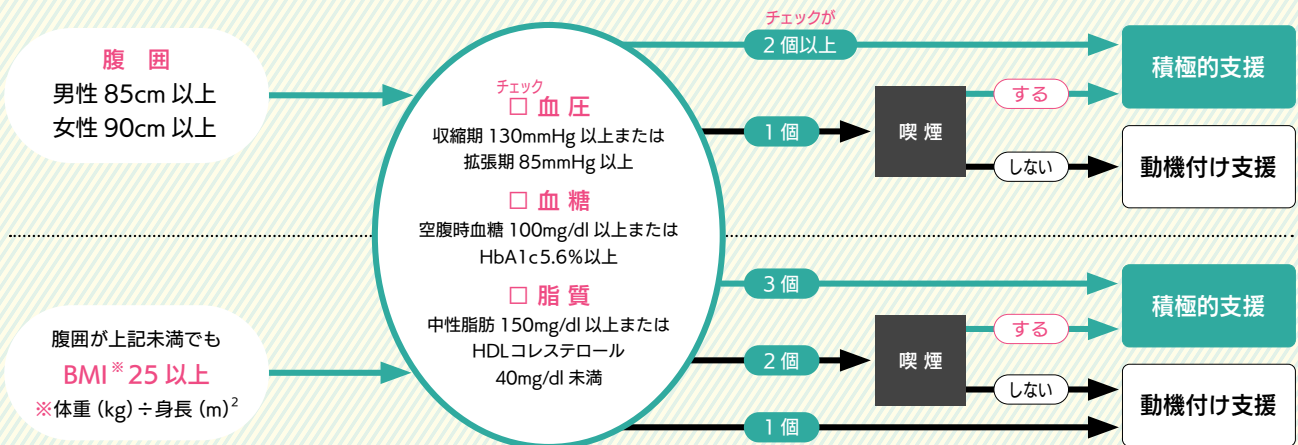 腹 囲
男性 85cm 以上
女性 90cm 以上
チェック
□ 血 圧
収縮期 130mmHg 以上または
拡張期 85mmHg 以上
□ 血 糖
空腹時血糖 100mg/dl 以上または
HbA1c5.6%以上
□ 脂 質
中性脂肪 150mg/dl 以上または
HDLコレステロール
40mg/dl 未満
チェックが
2 個以上
積極的支援
1 個
喫 煙
する
しない
動機付け支援
腹囲が上記未満でも
BMI※ 25 以上
※体重 (kg) ÷身長 (m)²
3 個
積極的支援
2 個
喫 煙
する
しない
動機付け支援
1 個